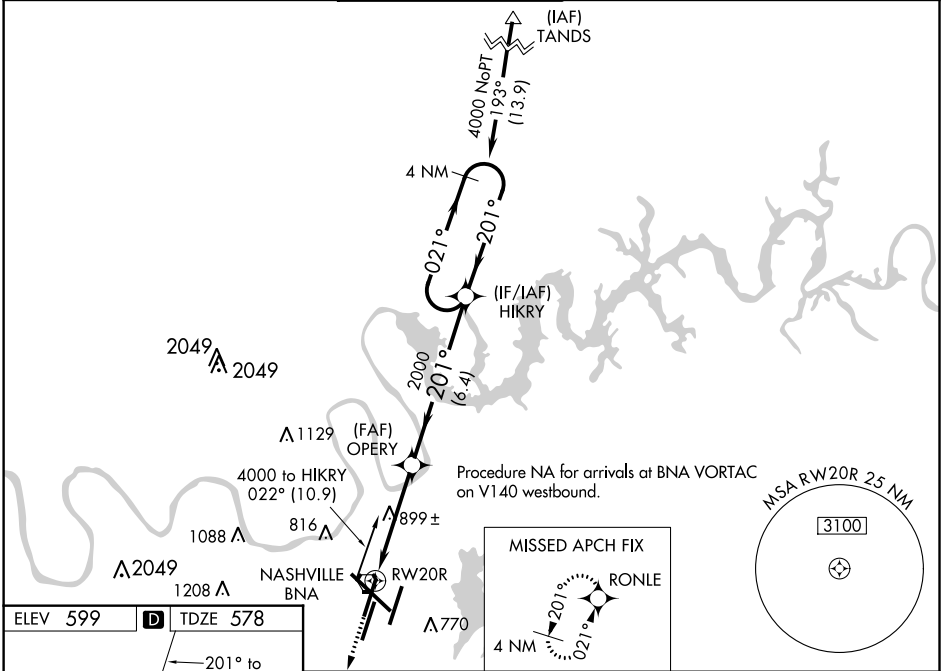 (IAF)
TANDS
4000 NoPT
193°
(13.9)
4 NM
021°
201°
(IF/IAF)
HIKRY
2049
2049
2000
201°
(6.4)
1129
(FAF)
OPERY
4000 to HIKRY
022° (10.9)
Procedure NA for arrivals at BNA VORTAC
on V140 westbound.
MSA RW20R 25 NM
3100
899 ±
816
1088
2049
1208
NASHVILLE
BNA
RW20R
770
MISSED APCH FIX
RONLE
201°
021°
4 NM
ELEV 599 D TDZE 578
201° to